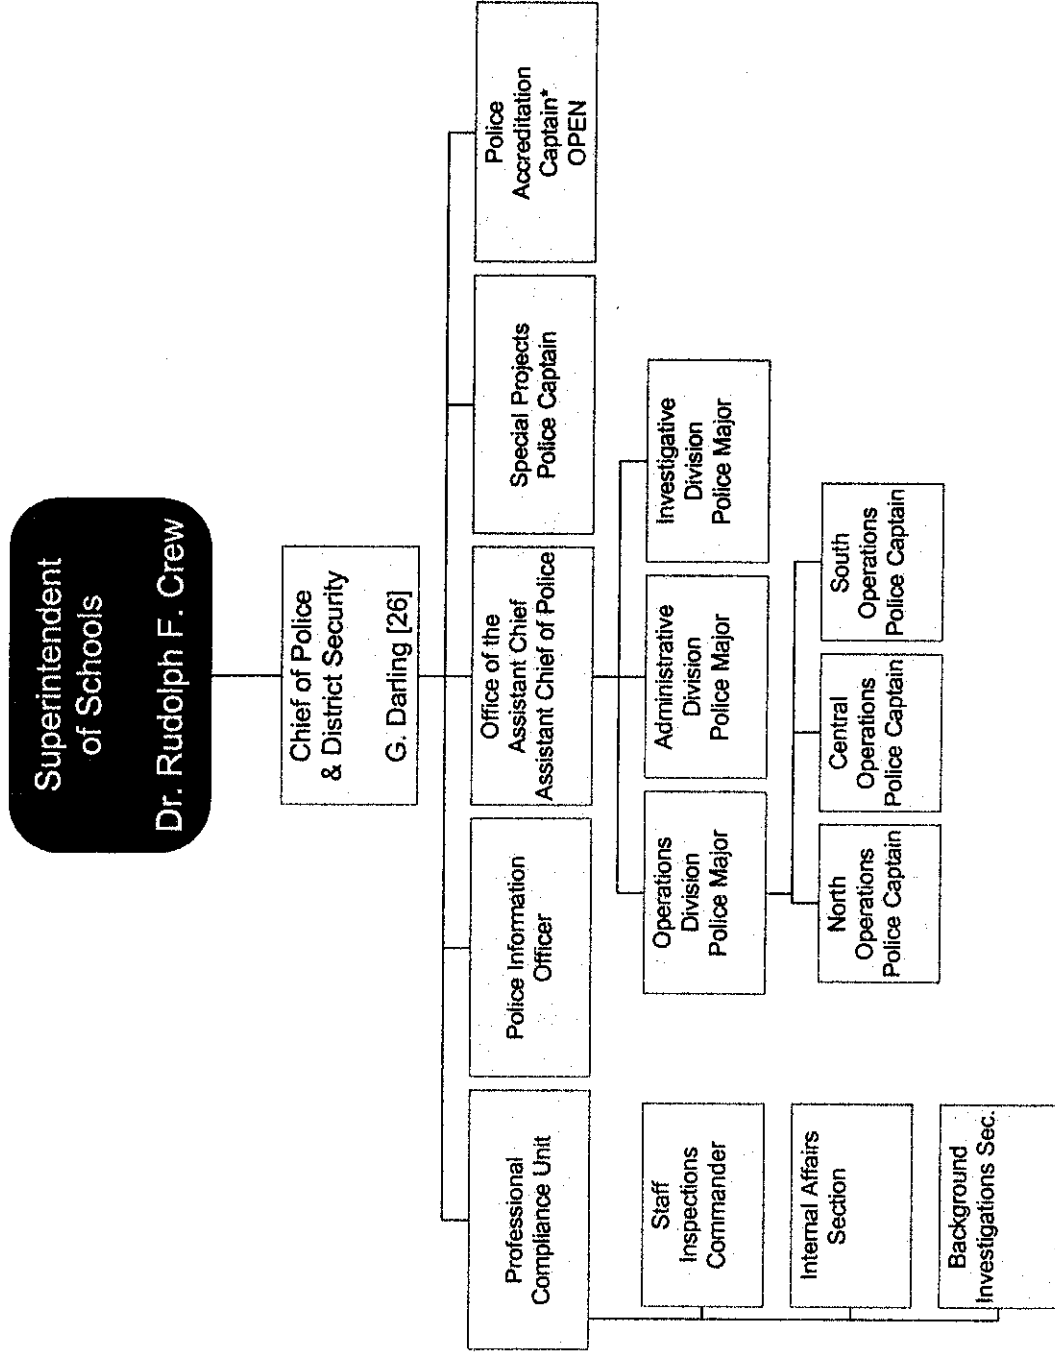 Superintendent
of Schools
Dr. Rudolph F. Crew
Chief of Police
& District Security
G. Darling [26]
Professional
Compliance Unit
Police Information
Officer
Office of the
Assistant Chief
Assistant Chief of Police
Special Projects
Police Captain
Police
Accreditation
Captain*
OPEN
Staff
Inspections
Commander
Internal Affairs
Section
Background
Investigations Sec.
Operations
Division
Police Major
Administrative
Division
Police Major
Investigative
Division
Police Major
North
Operations
Police Captain
Central
Operations
Police Captain
South
Operations
Police Captain